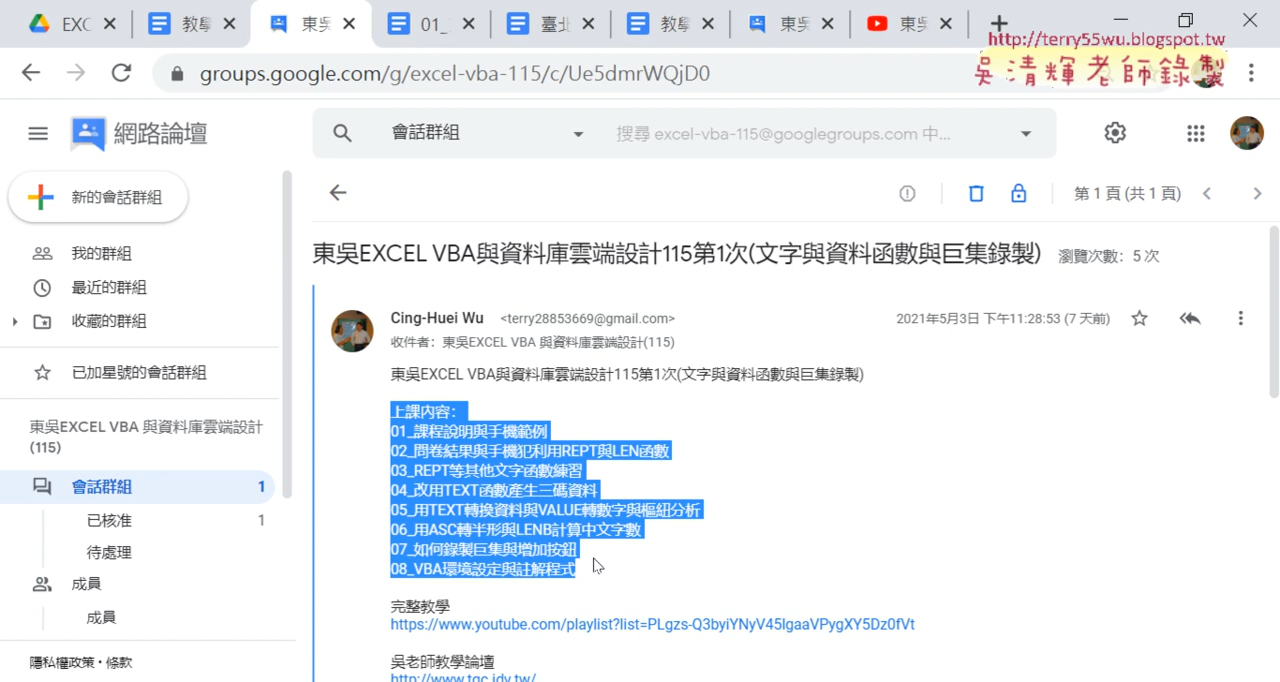 EXC
教學
東吳
01_
臺北
教學
東吳
東吳
http://terry55wu.blogspot.tw
吳清輝老師錄製
groups.google.com/g/excel-vba-115/c/Ue5dmrWQjD0
網路論壇
會話群組
搜尋 excel-vba-115@googlegroups.com 中...
新的會話群組
第 1 頁 (共 1 頁)
我的群組
最近的群組
收藏的群組
已加星號的會話群組
東吳EXCEL VBA 與資料庫雲端設計
(115)
會話群組 1
已核准 1
待處理
成員
成員
隱私權政策 • 條款
東吳EXCEL VBA與資料庫雲端設計115第1次(文字與資料函數與巨集錄製)
瀏覽次數: 5 次
Cing-Huei Wu <terry28853669@gmail.com>
2021年5月3日 下午11:28:53 (7 天前)
收件者: 東吳EXCEL VBA 與資料庫雲端設計(115)
東吳EXCEL VBA與資料庫雲端設計115第1次(文字與資料函數與巨集錄製)
上課內容:
01_課程說明與手機範例
02_問卷結果與手機犯利用REPT與LEN函數
03_REPT等其他文字函數練習
04_改用TEXT函數產生三碼資料
05_用TEXT轉換資料與VALUE轉數字與樞紐分析
06_用ASC轉半形與LENB計算中文字數
07_如何錄製巨集與增加按鈕
08_VBA環境設定與註解程式
完整教學
https://www.youtube.com/playlist?list=PLgzs-Q3byiYNyV45lgaaVPygXY5Dz0fVt
吳老師教學論壇
http://www.tqc.idv.tw/